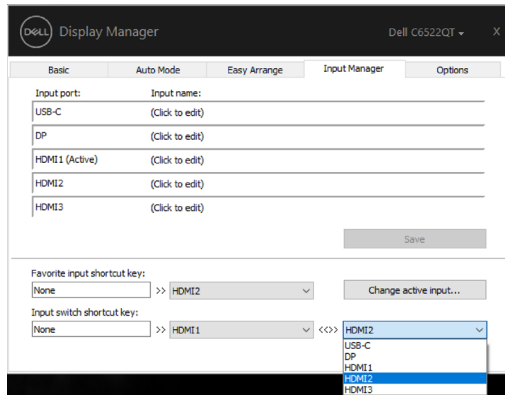 DELL Display Manager Dell C6522QT X
Basic Auto Mode Easy Arrange Input Manager Options
Input port: Input name:
USB-C (Click to edit)
DP (Click to edit)
HDMI1 (Active) (Click to edit)
HDMI2 (Click to edit)
HDMI3 (Click to edit)
Save
Favorite input shortcut key:
None >> HDMI2 Change active input...
Input switch shortcut key:
None >> HDMI1 <<>> HDMI2
USB-C
DP
HDMI1
HDMI2
HDMI3